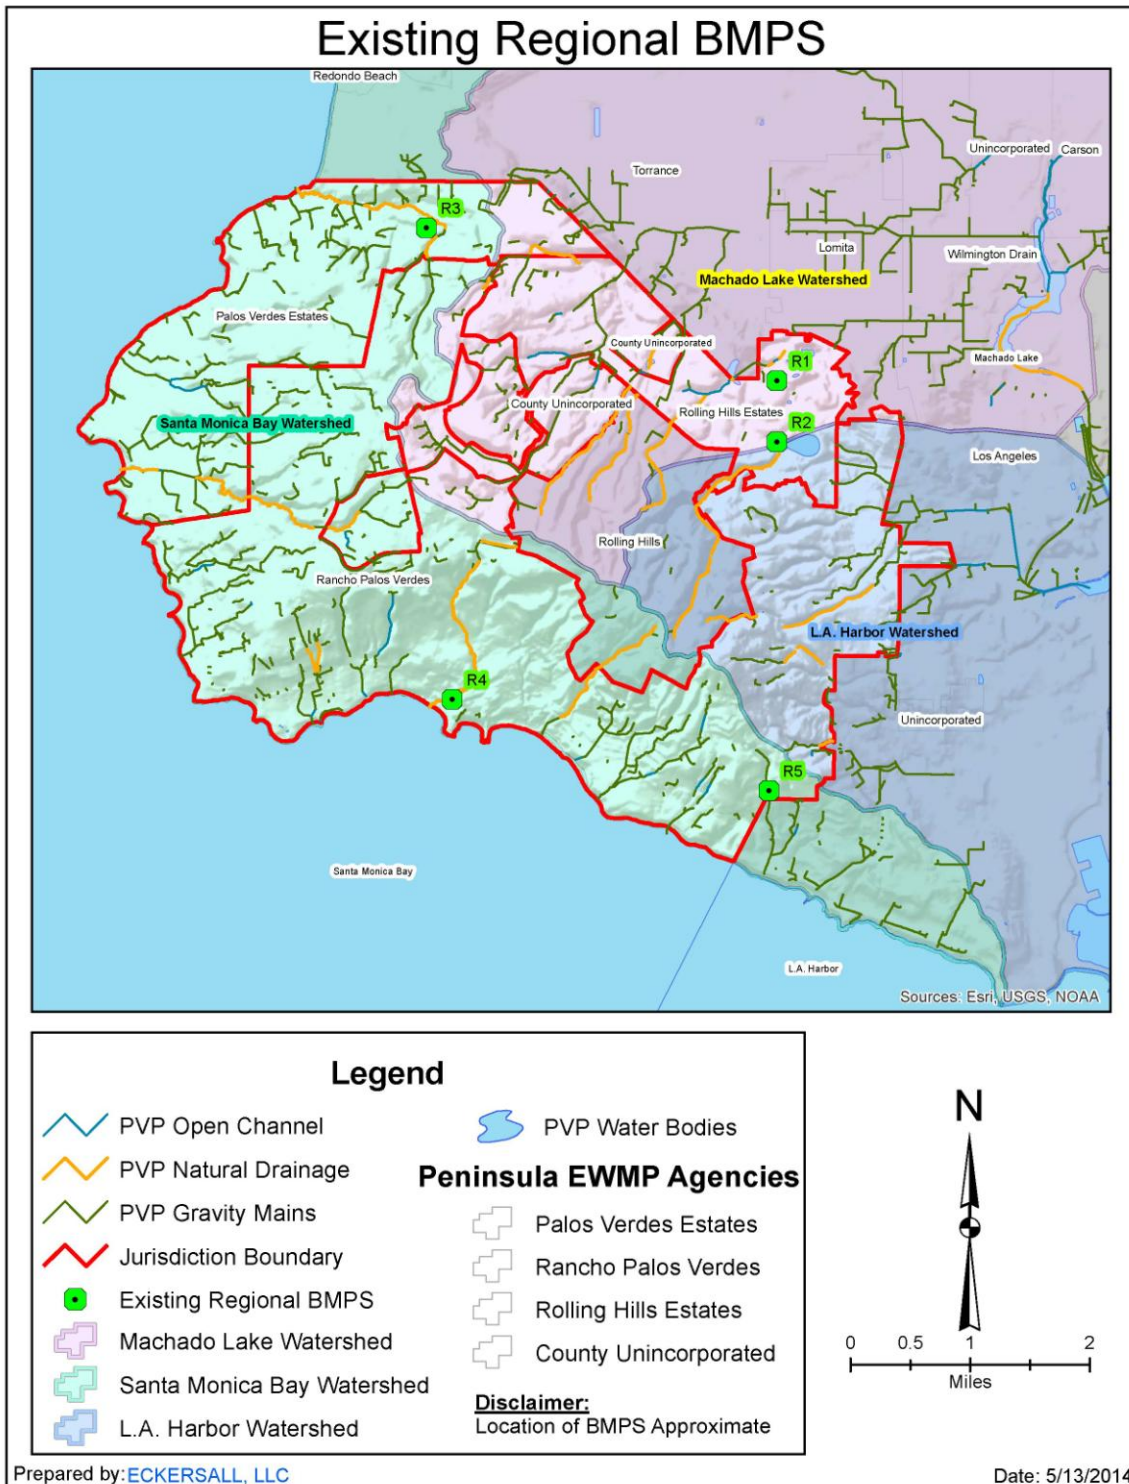 Existing Regional BMPS
Redondo Beach
Unincorporated
Carson
Torrance
R3
Lomita
Wilmington Drain
Machado Lake Watershed
Palos Verdes Estates
County Unincorporated
Machado Lake
R1
County Unincorporated
Rolling Hills Estates
Santa Monica Bay Watershed
R2
Los Angeles
Rolling Hills
Rancho Palos Verdes
L.A. Harbor Watershed
R4
Unincorporated
R5
Santa Monica Bay
L.A. Harbor
Sources: Esri, USGS, NOAA
Legend
PVP Open Channel
PVP Natural Drainage
PVP Gravity Mains
Jurisdiction Boundary
Existing Regional BMPS
Machado Lake Watershed
Santa Monica Bay Watershed
L.A. Harbor Watershed
PVP Water Bodies
Peninsula EWMP Agencies
Palos Verdes Estates
Rancho Palos Verdes
Rolling Hills Estates
County Unincorporated
Disclaimer:
Location of BMPS Approximate
N
0 0.5 1 2
Miles
Prepared by: ECKERSALL, LLC
Date: 5/13/2014